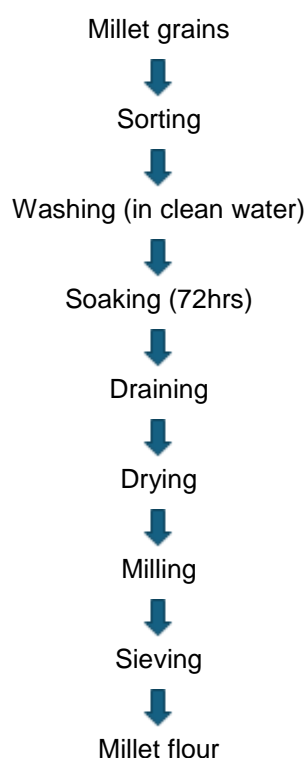 Millet grains
Sorting
Washing (in clean water)
Soaking (72hrs)
Draining
Drying
Milling
Sieving
Millet flour